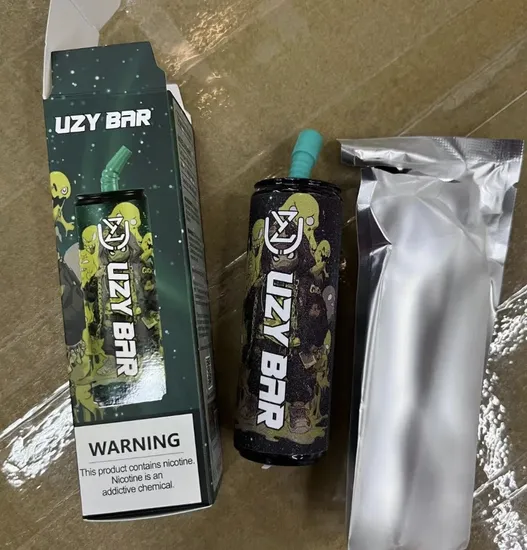 UZY BAR
UZY BAR
WARNING
This product contains nicotine.
Nicotine is an
addictive chemical.
UZY BAR